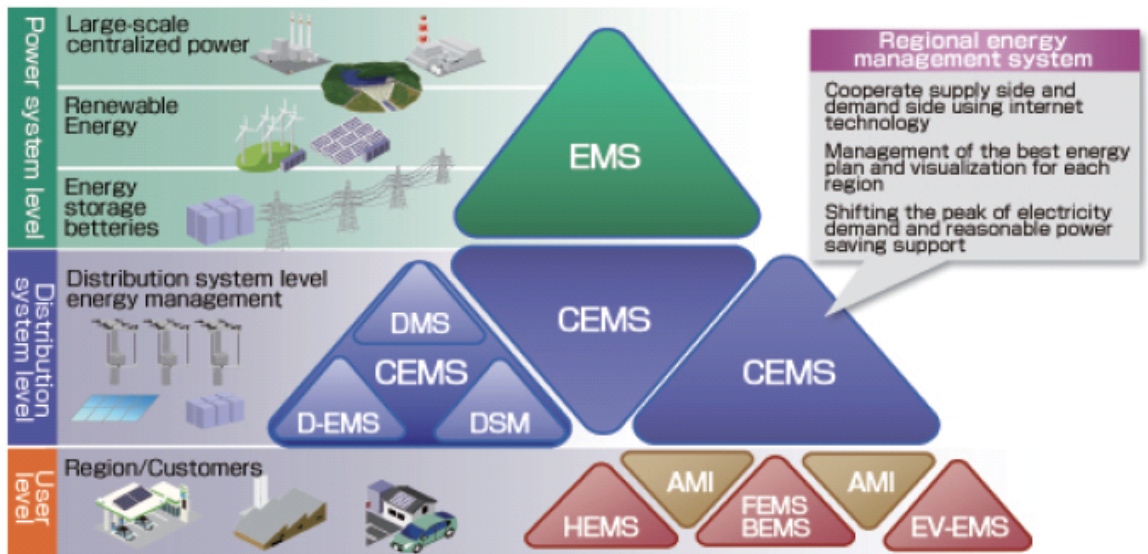 Power system level
Large-scale
centralized power
Renewable
Energy
Energy
storage
betteries
EMS
Regional energy
management system
Cooperate supply side and
demand side using internet
technology
Management of the best energy
plan and visualization for each
region
Shifting the peak of electricity
demand and reasonable power
saving support
Distribution
system level
Distribution system level
energy management
DMS
CEMS
D-EMS
DSM
CEMS
CEMS
User
level
Region/Customers
HEMS
AMI
FEMS
BEMS
AMI
EV-EMS